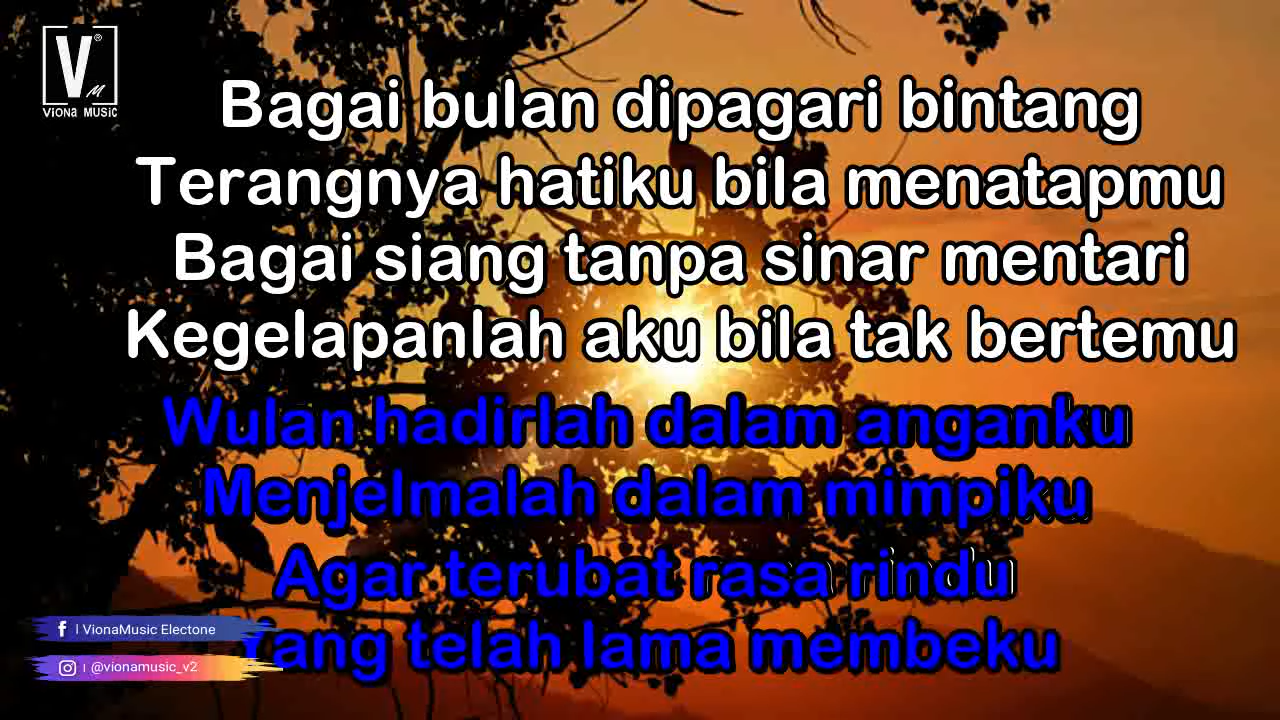 V®
M
VIONA MUSIC
Bagai bulan dipagari bintang
Terangnya hatiku bila menatapmu
Bagai siang tanpa sinar mentari
Kegelapanlah aku bila tak bertemu
Wulan hadirlah dalam anganku
Menjelmalah dalam mimpiku
Agar terubat rasa rindu
Yang telah lama membeku
f | VionaMusic Electone
| @vionamusic_v2